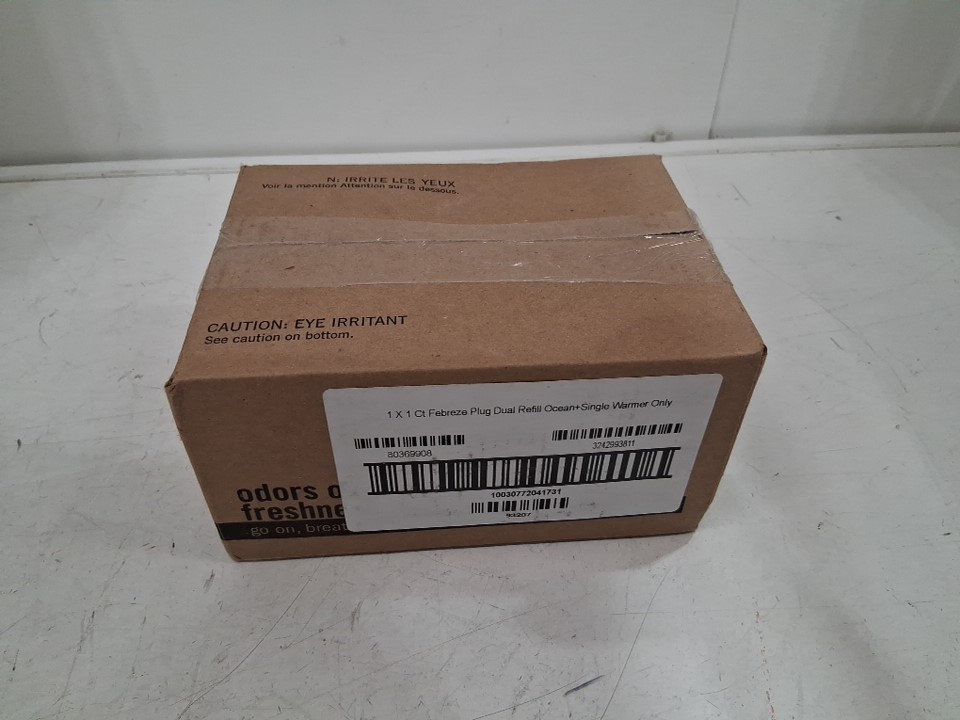 N: IRRITE LES YEUX
Voir la mention Attention sur le dessous.
CAUTION: EYE IRRITANT
See caution on bottom.
1 X 1 Ct Febreze Plug Dual Refill Ocean+Single Warmer Only
80369908
3242993811
10030772041731
odors o
freshne
go on, breat